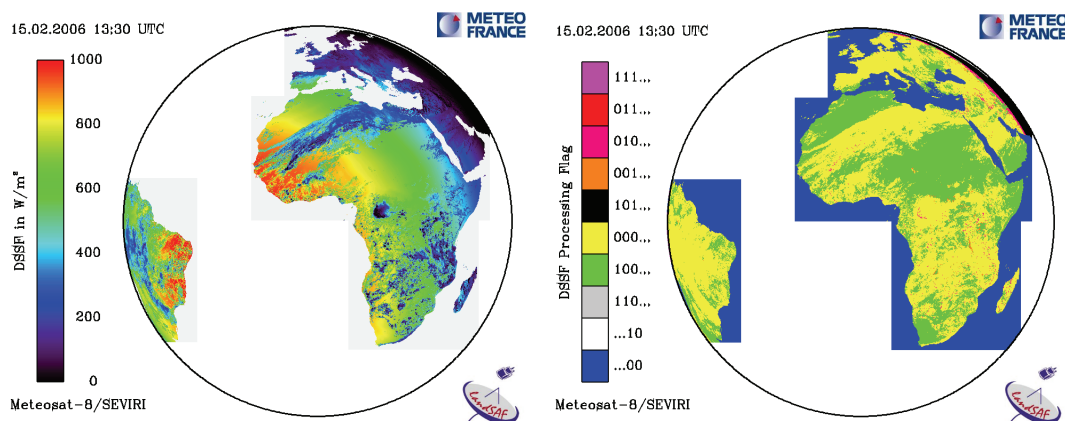 15.02.2006 13:30 UTC
METEO
FRANCE
DSSF in W/m²
1000
800
600
400
200
0
Meteosat-8/SEVIRI
LandSAF
15.02.2006 13:30 UTC
METEO
FRANCE
DSSF Processing Flag
111.,,
011.,,
010.,,
001.,,
101.,,
000.,,
100.,,
110.,,
...10
...00
Meteosat-8/SEVIRI
LandSAF